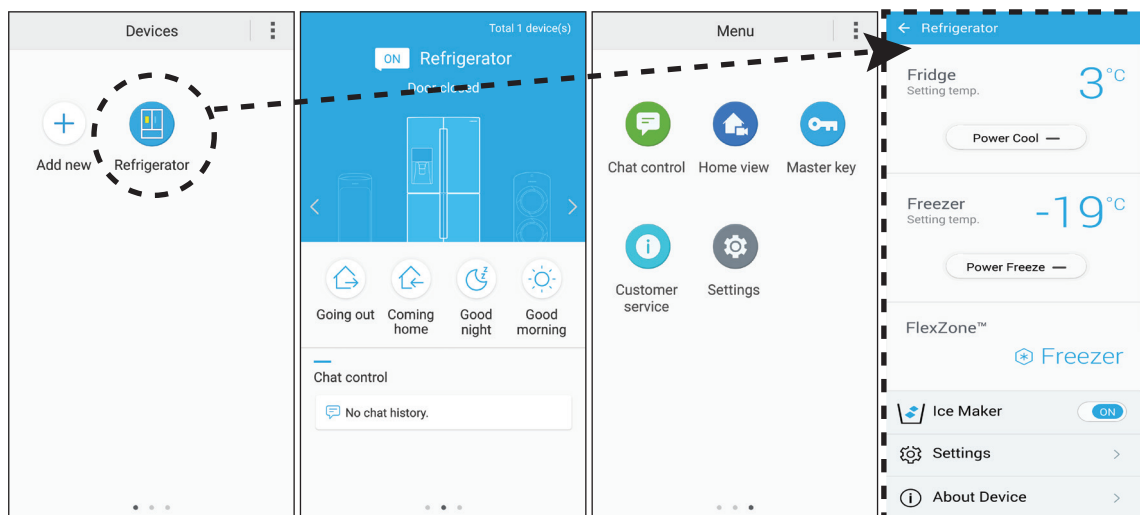 Devices
Add new
Refrigerator
Total 1 device(s)
ON Refrigerator
Door closed
Going out
Coming
home
Good
night
Good
morning
Chat control
No chat history.
Menu
Chat control
Home view
Master key
Customer
service
Settings
Refrigerator
Fridge
Setting temp.
3°C
Power Cool
Freezer
Setting temp.
-19°C
Power Freeze
FlexZone™
Freezer
Ice Maker ON
Settings
About Device